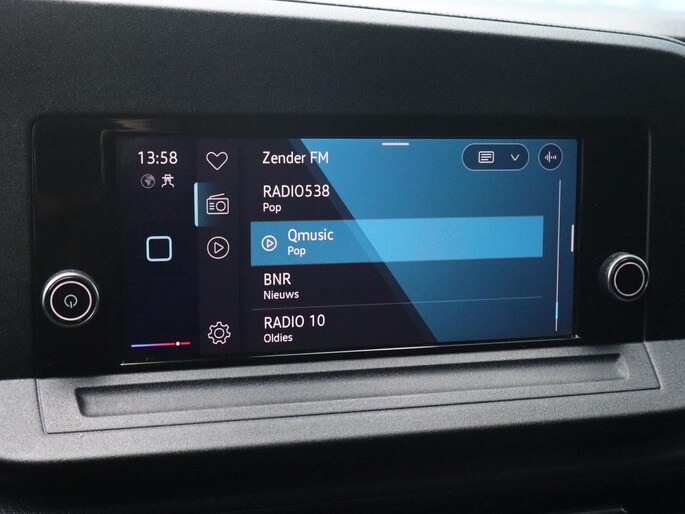 13:58
Zender FM
RADIO538
Pop
Qmusic
Pop
BNR
Nieuws
RADIO 10
Oldies